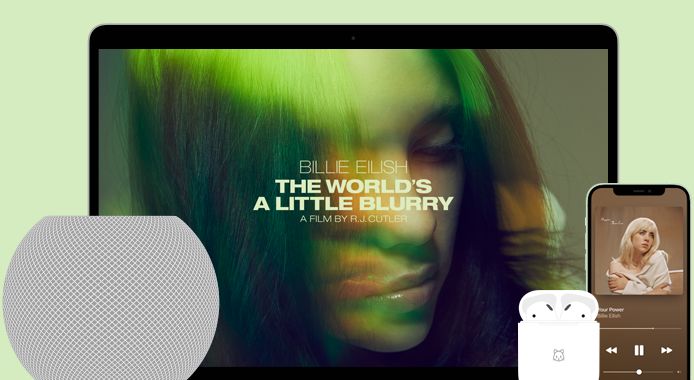 BILLIE EILISH
THE WORLD'S
A LITTLE BLURRY
A FILM BY R.J. CUTLER
Your Power
Billie Eilish